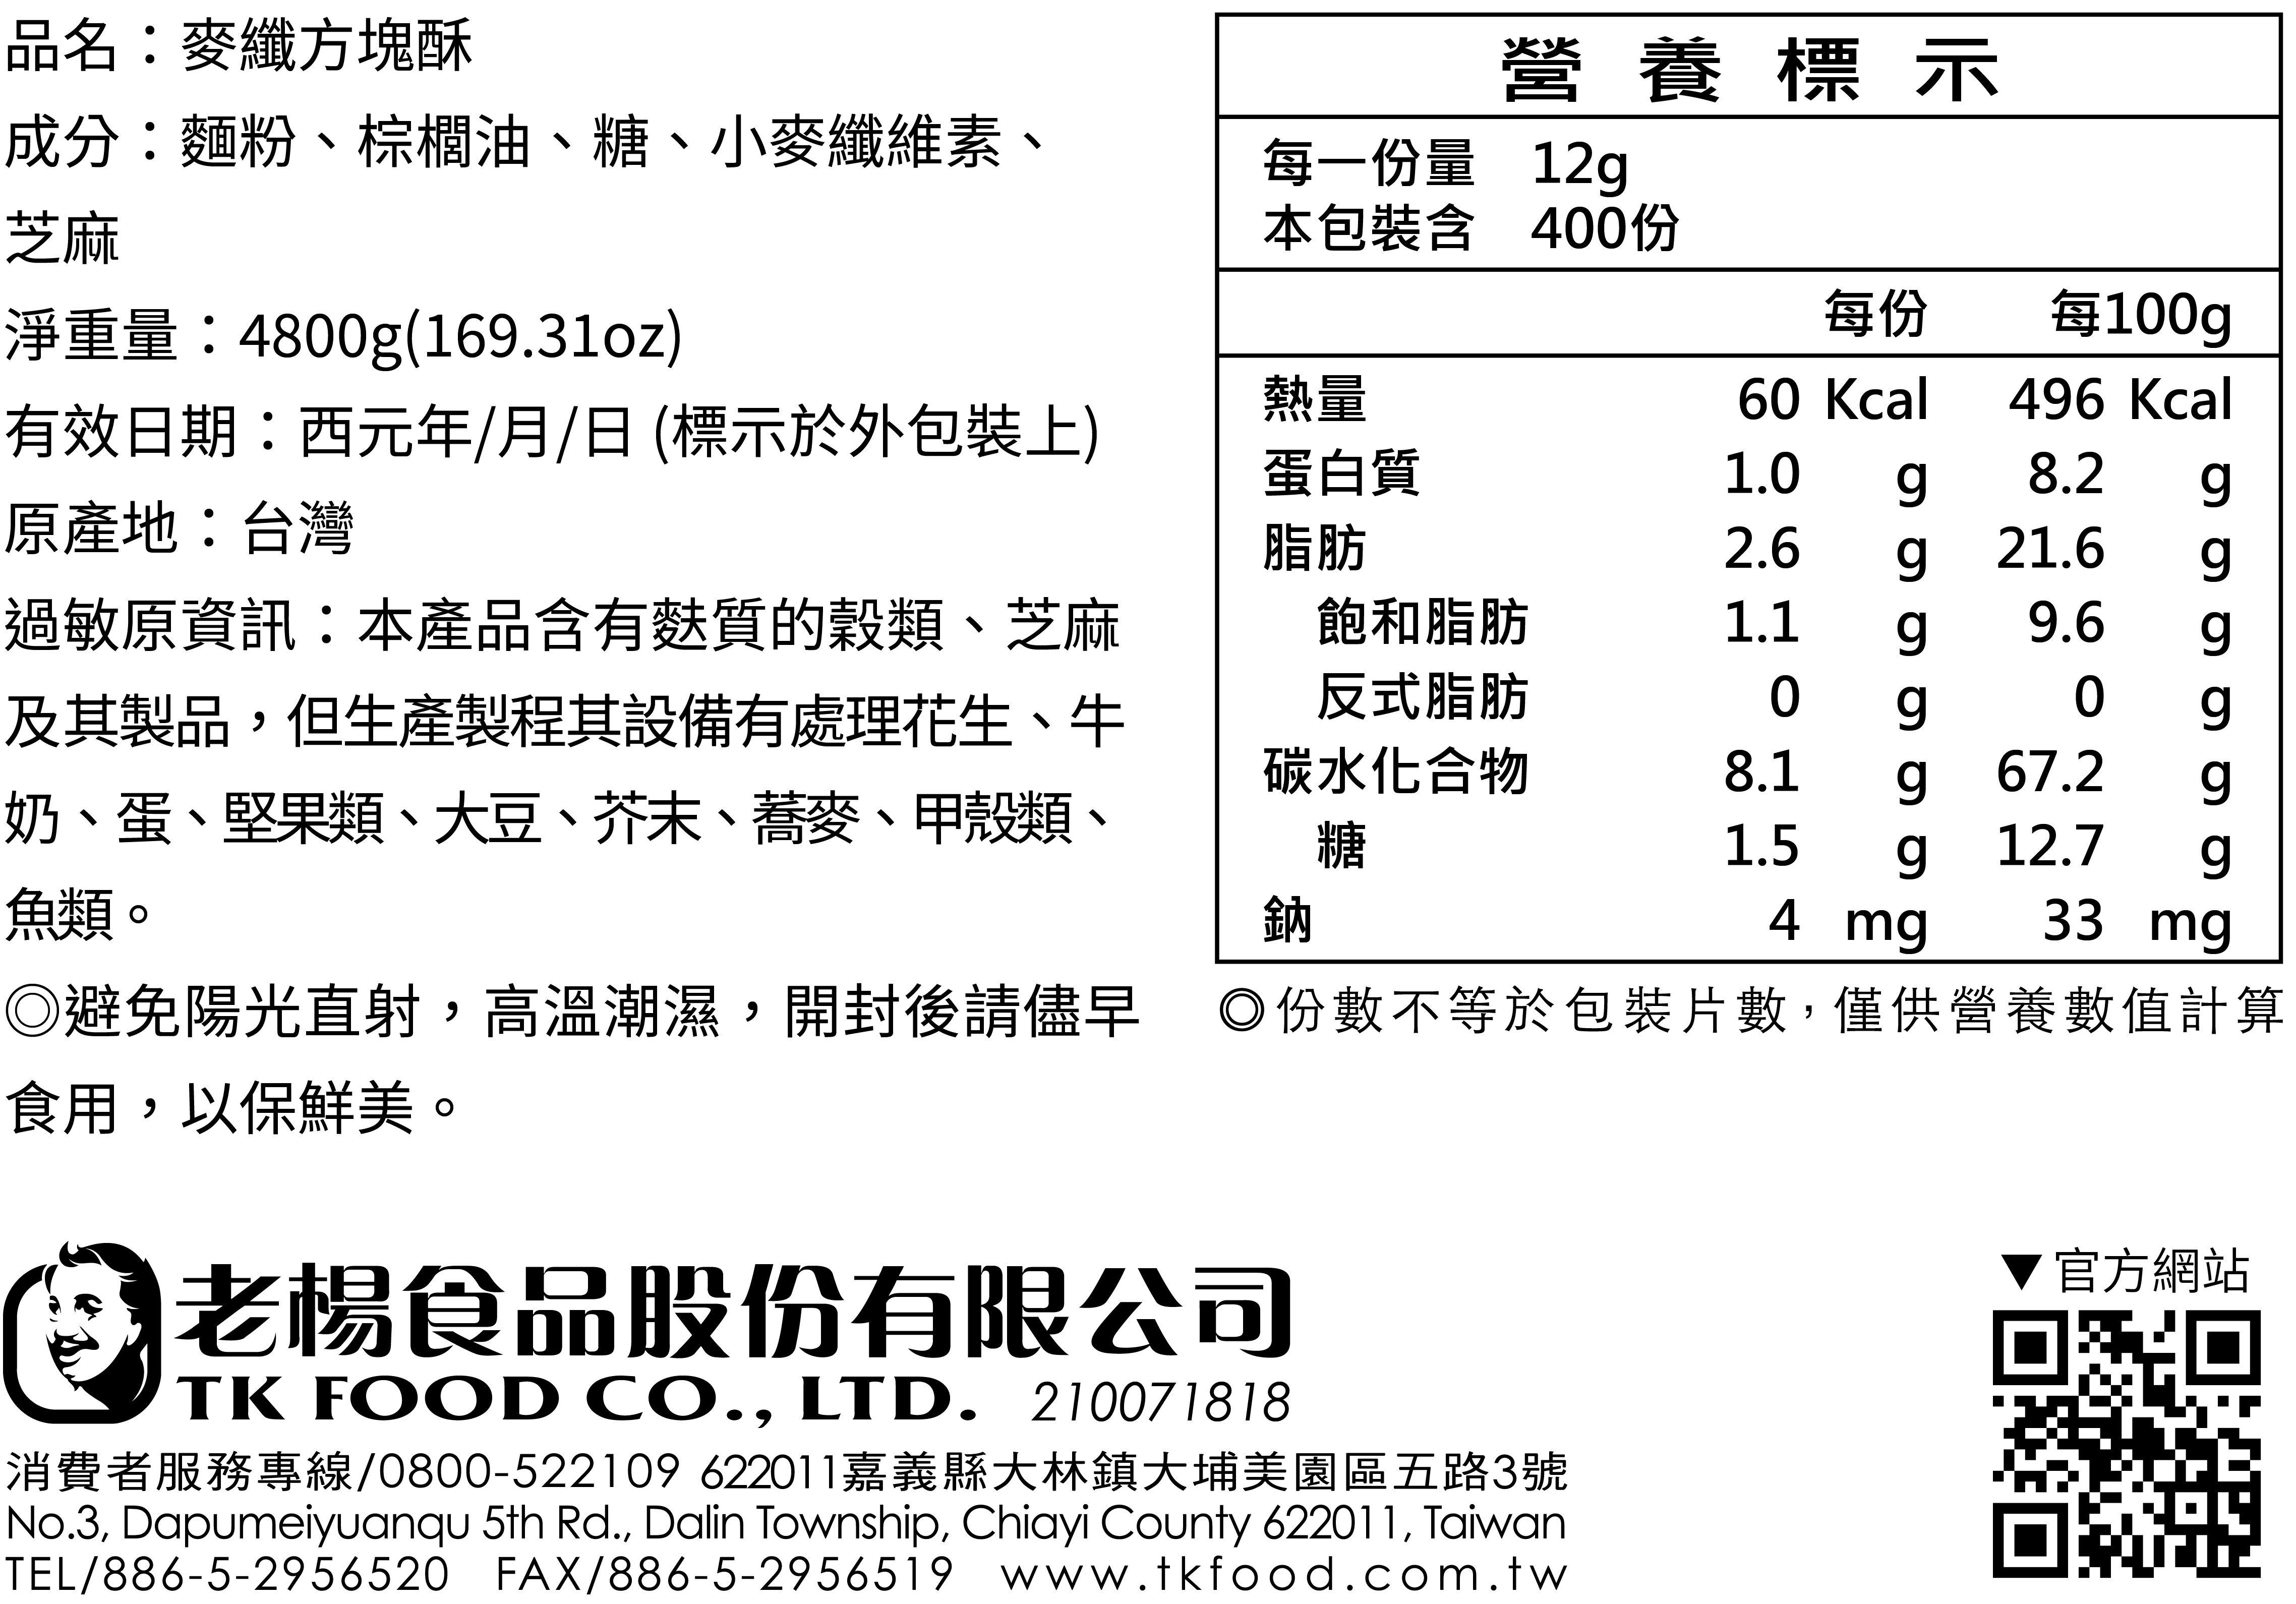 品名：麥纖方塊酥
成分：麵粉、棕櫚油、糖、小麥纖維素、
芝麻
淨重量：4800g(169.31oz)
有效日期：西元年/月/日 (標示於外包裝上)
原產地：台灣
過敏原資訊：本產品含有麩質的穀類、芝麻
及其製品，但生產製程其設備有處理花生、牛
奶、蛋、堅果類、大豆、芥末、蕎麥、甲殼類、
魚類。
◎避免陽光直射，高溫潮濕，開封後請儘早
食用，以保鮮美。
營養標示
每一份量 12g
本包裝含 400份
每份 每100g
熱量 60 Kcal 496 Kcal
蛋白質 1.0 g 8.2 g
脂肪 2.6 g 21.6 g
飽和脂肪 1.1 g 9.6 g
反式脂肪 0 g 0 g
碳水化合物 8.1 g 67.2 g
糖 1.5 g 12.7 g
鈉 4 mg 33 mg
◎份數不等於包裝片數，僅供營養數值計算
老楊食品股份有限公司
TK FOOD CO., LTD. 210071818
消費者服務專線/0800-522109 622011嘉義縣大林鎮大埔美園區五路3號
No.3, Dapumeiyuanqu 5th Rd., Dalin Township, Chiayi County 622011, Taiwan
TEL/886-5-2956520 FAX/886-5-2956519 www.tkfood.com.tw
▼官方網站